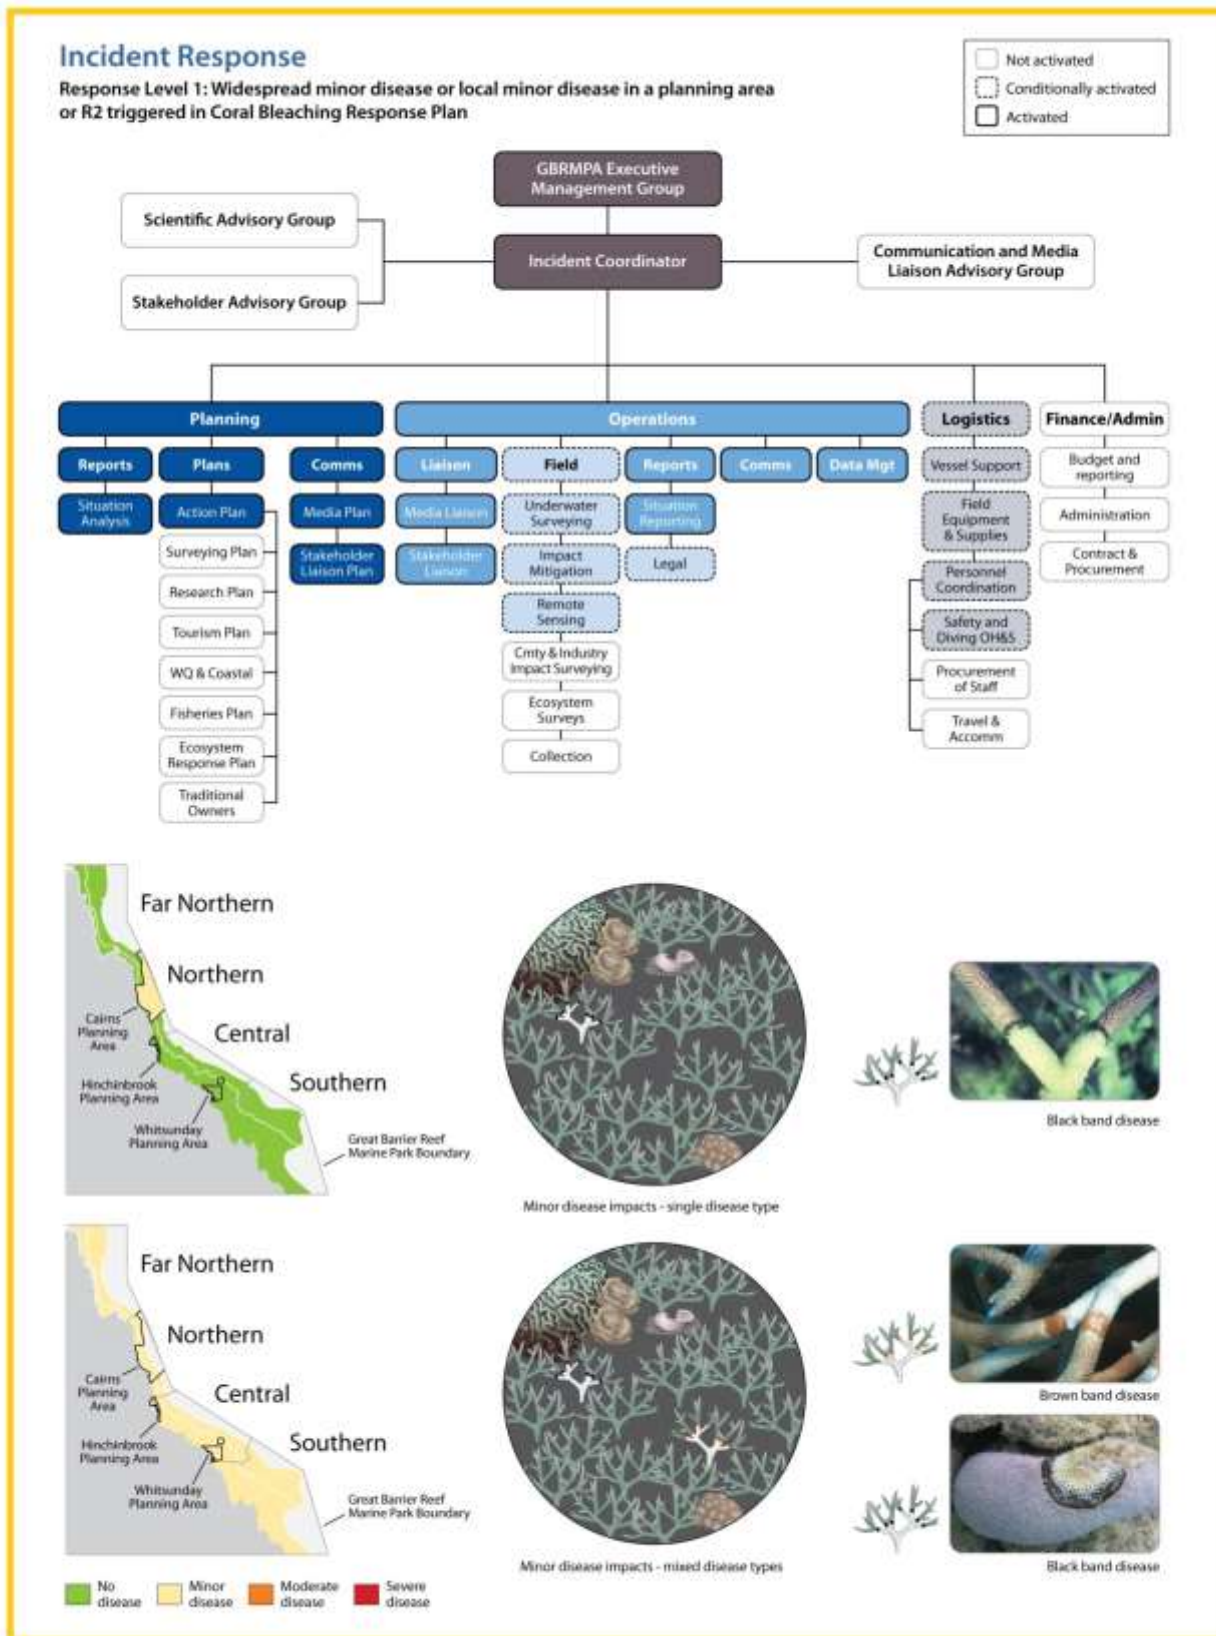 Incident Response
Response Level 1: Widespread minor disease or local minor disease in a planning area
or R2 triggered in Coral Bleaching Response Plan
Not activated
Conditionally activated
Activated
GBRMPA Executive
Management Group
Scientific Advisory Group
Incident Coordinator
Communication and Media
Liaison Advisory Group
Stakeholder Advisory Group
Planning
Operations
Logistics
Finance/Admin
Reports
Plans
Comms
Liaison
Field
Reports
Comms
Data Mgt
Vessel Support
Budget and
reporting
Situation
Analysis
Action Plan
Media Plan
Media Liaison
Underwater
Surveying
Situation
Reporting
Field
Equipment
& Supplies
Administration
Surveying Plan
Stakeholder
Liaison Plan
Stakeholder
Liaison
Impact
Mitigation
Legal
Personnel
Coordination
Contract &
Procurement
Research Plan
Remote
Sensing
Safety and
Diving OH&S
Tourism Plan
Cmty & Industry
Impact Surveying
Procurement
of Staff
WQ & Coastal
Fisheries Plan
Ecosystem
Surveys
Travel &
Accomm
Ecosystem
Response Plan
Collection
Traditional
Owners
Far Northern
Northern
Cairns
Planning
Area
Central
Hinchinbrook
Planning Area
Southern
Whitsunday
Planning Area
Great Barrier Reef
Marine Park Boundary
Minor disease impacts - single disease type
Black band disease
Far Northern
Northern
Cairns
Planning
Area
Central
Hinchinbrook
Planning Area
Southern
Whitsunday
Planning Area
Great Barrier Reef
Marine Park Boundary
Minor disease impacts - mixed disease types
Brown band disease
Black band disease
No
disease
Minor
disease
Moderate
disease
Severe
disease